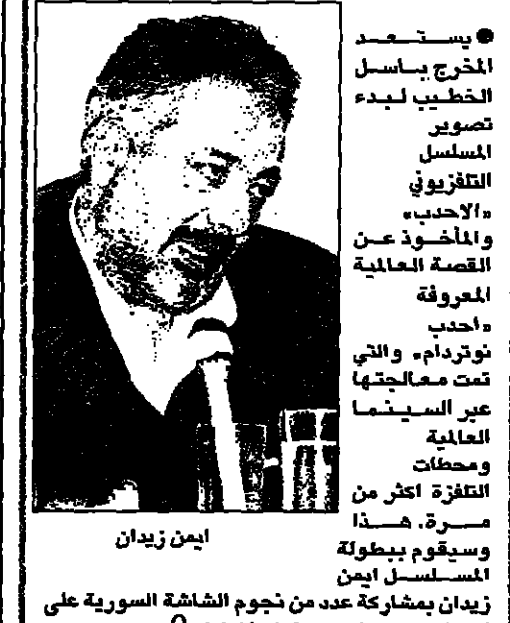 ● يستعد
المخرج باسل
الخطيب لبدء
تصوير
المسلسل
التلفزيوني
«الاحدب»
والمأخوذ عن
القصة العالمية
المعروفة
«احدب
نوتردام» والتي
تمت معالجتها
عبر السينما
العالمية
ومحطات
التلفزة اكثر من
مرة. هذا
وسيقوم ببطولة
المسلسل ايمن
زيدان بمشاركة عدد من نجوم الشاشة السورية على
ايمن زيدان